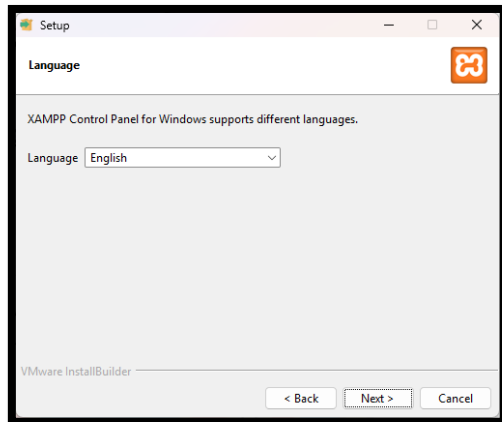 Setup
Language
XAMPP Control Panel for Windows supports different languages.
Language English
VMware InstallBuilder
< Back Next > Cancel